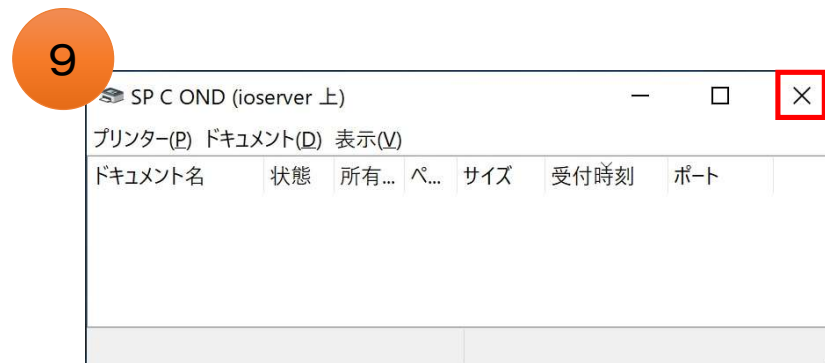 9
SP C OND (ioserver 上)
プリンター(P) ドキュメント(D) 表示(V)
ドキュメント名 状態 所有... ペ... サイズ 受付時刻 ポート